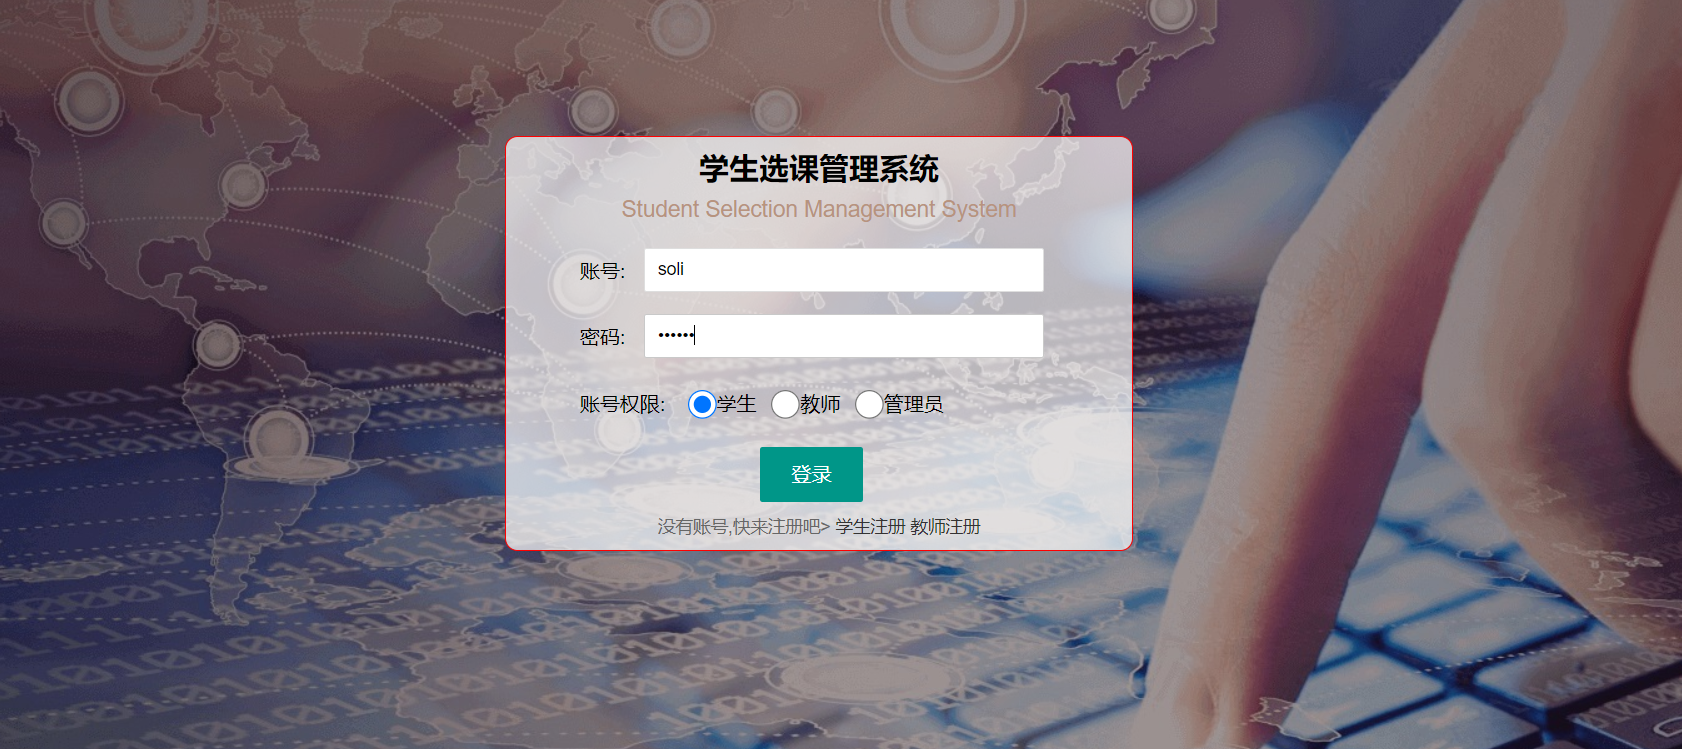 学生选课管理系统
Student Selection Management System
账号: soli
密码: ••••••
账号权限: 学生 教师 管理员
登录
没有账号,快来注册吧> 学生注册 教师注册